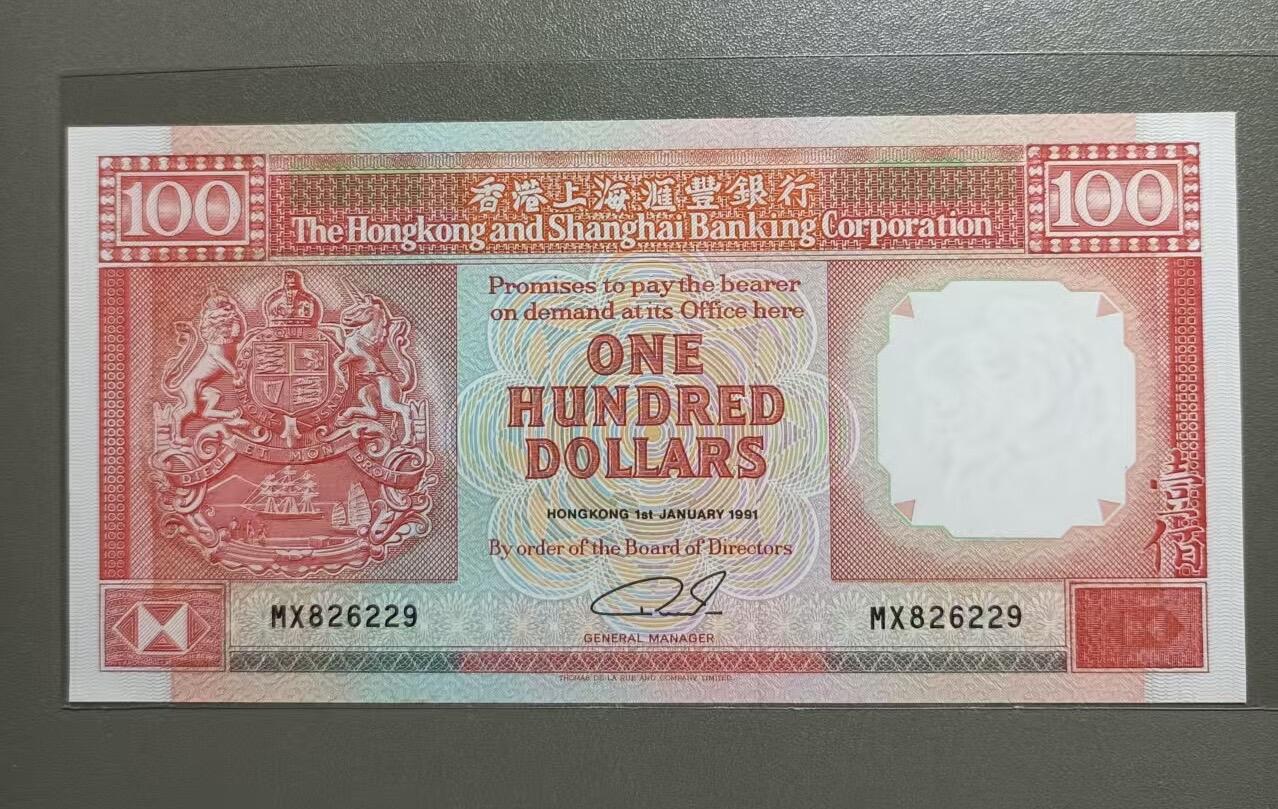 100
香港上海滙豐銀行
100
The Hongkong and Shanghai Banking Corporation
Promises to pay the bearer
on demand at its Office here
ONE
HUNDRED
DOLLARS
DIEU ET MON DROIT
HONGKONG 1st JANUARY 1991
By order of the Board of Directors
壹佰
MX826229
MX826229
GENERAL MANAGER
THOMAS DE LA RUE AND COMPANY, LIMITED